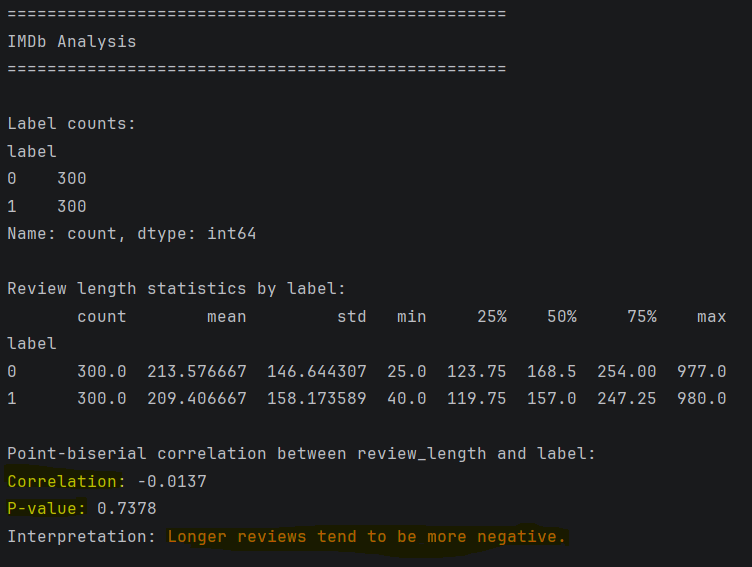 ==================================================
IMDb Analysis
==================================================
Label counts:
label
0    300
1    300
Name: count, dtype: int64
Review length statistics by label:
       count        mean         std   min     25%    50%     75%    max
label
0      300.0  213.576667  146.644307  25.0  123.75  168.5  254.00  977.0
1      300.0  209.406667  158.173589  40.0  119.75  157.0  247.25  980.0
Point-biserial correlation between review_length and label:
Correlation: -0.0137
P-value: 0.7378
Interpretation: Longer reviews tend to be more negative.